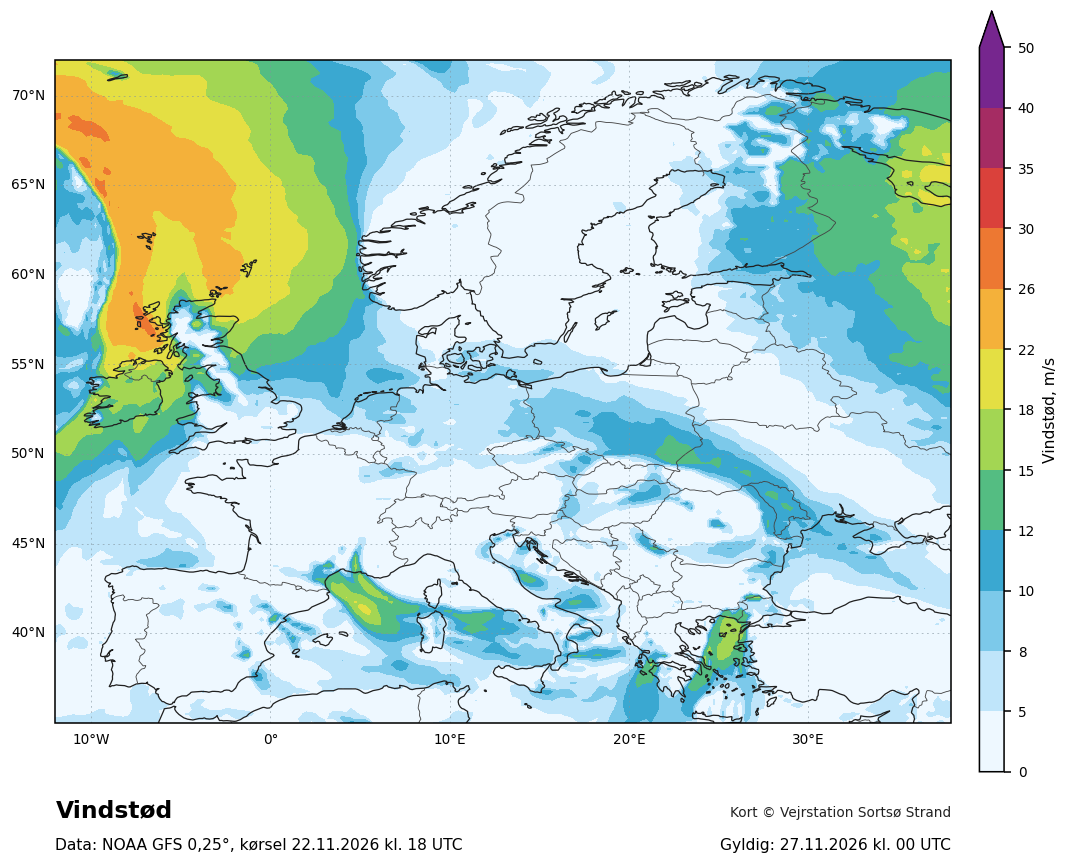 50
40
35
30
26
22
18
15
12
10
8
5
0
Vindstød, m/s
70°N
65°N
60°N
55°N
50°N
45°N
40°N
10°W
0°
10°E
20°E
30°E
Vindstød
Kort © Vejrstation Sortsø Strand
Data: NOAA GFS 0,25°, kørsel 22.11.2026 kl. 18 UTC
Gyldig: 27.11.2026 kl. 00 UTC